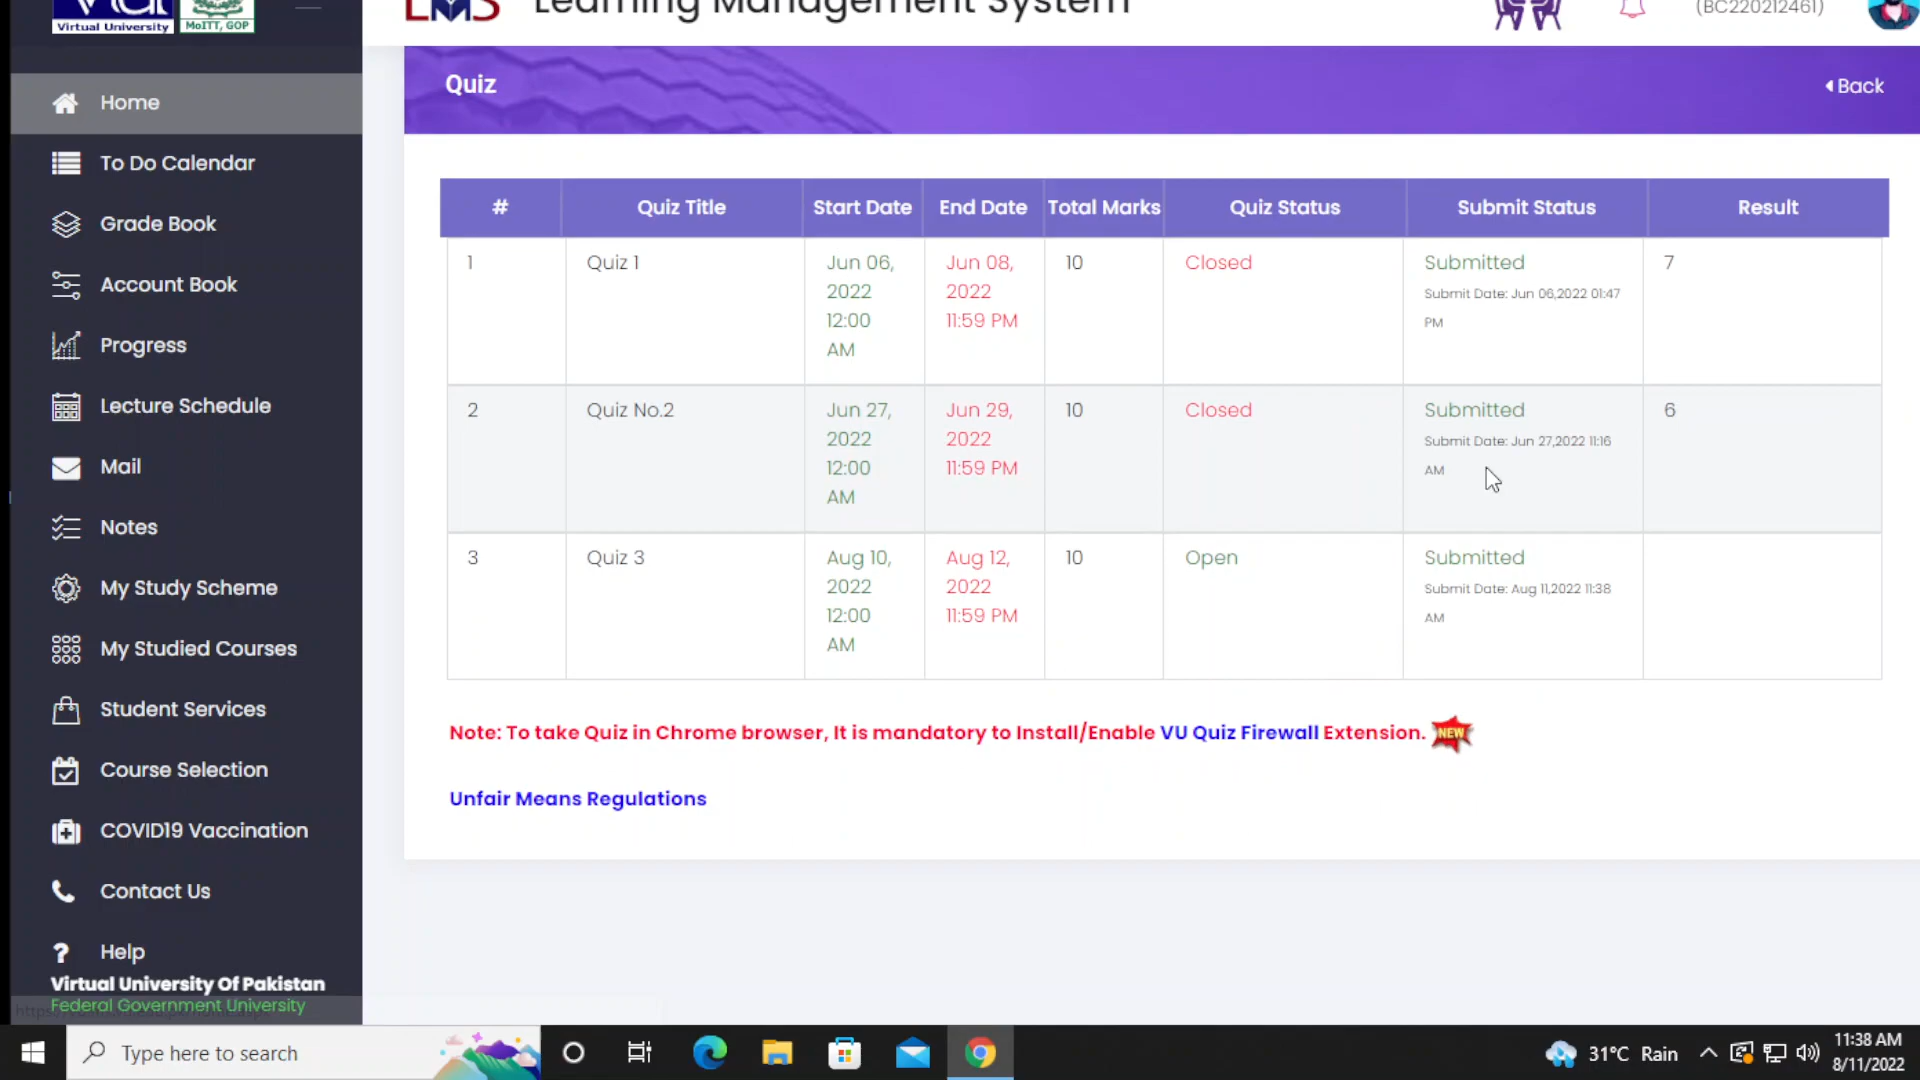 Virtual University
MoITT, GOP
LMS Learning Management System
(BC220212461)
Home
To Do Calendar
Grade Book
Account Book
Progress
Lecture Schedule
Mail
Notes
My Study Scheme
My Studied Courses
Student Services
Course Selection
COVID19 Vaccination
Contact Us
Help
Virtual University Of Pakistan
Federal Government University
Quiz
Back
# Quiz Title Start Date End Date Total Marks Quiz Status Submit Status Result
1 Quiz 1 Jun 06, Jun 08, 10 Closed Submitted 7
2022 2022 Submit Date: Jun 06,2022 01:47
12:00 11:59 PM PM
AM
2 Quiz No.2 Jun 27, Jun 29, 10 Closed Submitted 6
2022 2022 Submit Date: Jun 27,2022 11:16
12:00 11:59 PM AM
AM
3 Quiz 3 Aug 10, Aug 12, 10 Open Submitted
2022 2022 Submit Date: Aug 11,2022 11:38
12:00 11:59 PM AM
AM
Note: To take Quiz in Chrome browser, It is mandatory to Install/Enable VU Quiz Firewall Extension. NEW
Unfair Means Regulations
Type here to search
31°C Rain
11:38 AM
8/11/2022